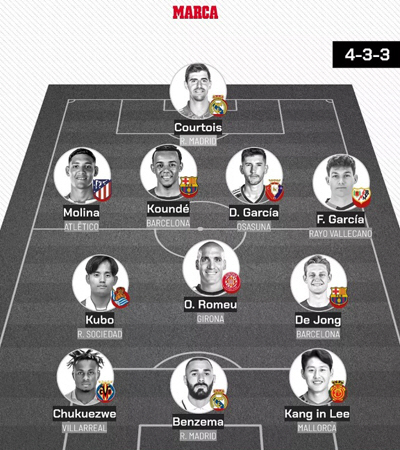 MARCA
4-3-3
Courtois
R. MADRID
Molina
ATLÉTICO
Koundé
BARCELONA
D. García
OSASUNA
F. García
RAYO VALLECANO
Kubo
R. SOCIEDAD
O. Romeu
GIRONA
De Jong
BARCELONA
Chukuezwe
VILLARREAL
Benzema
R. MADRID
Kang in Lee
MALLORCA